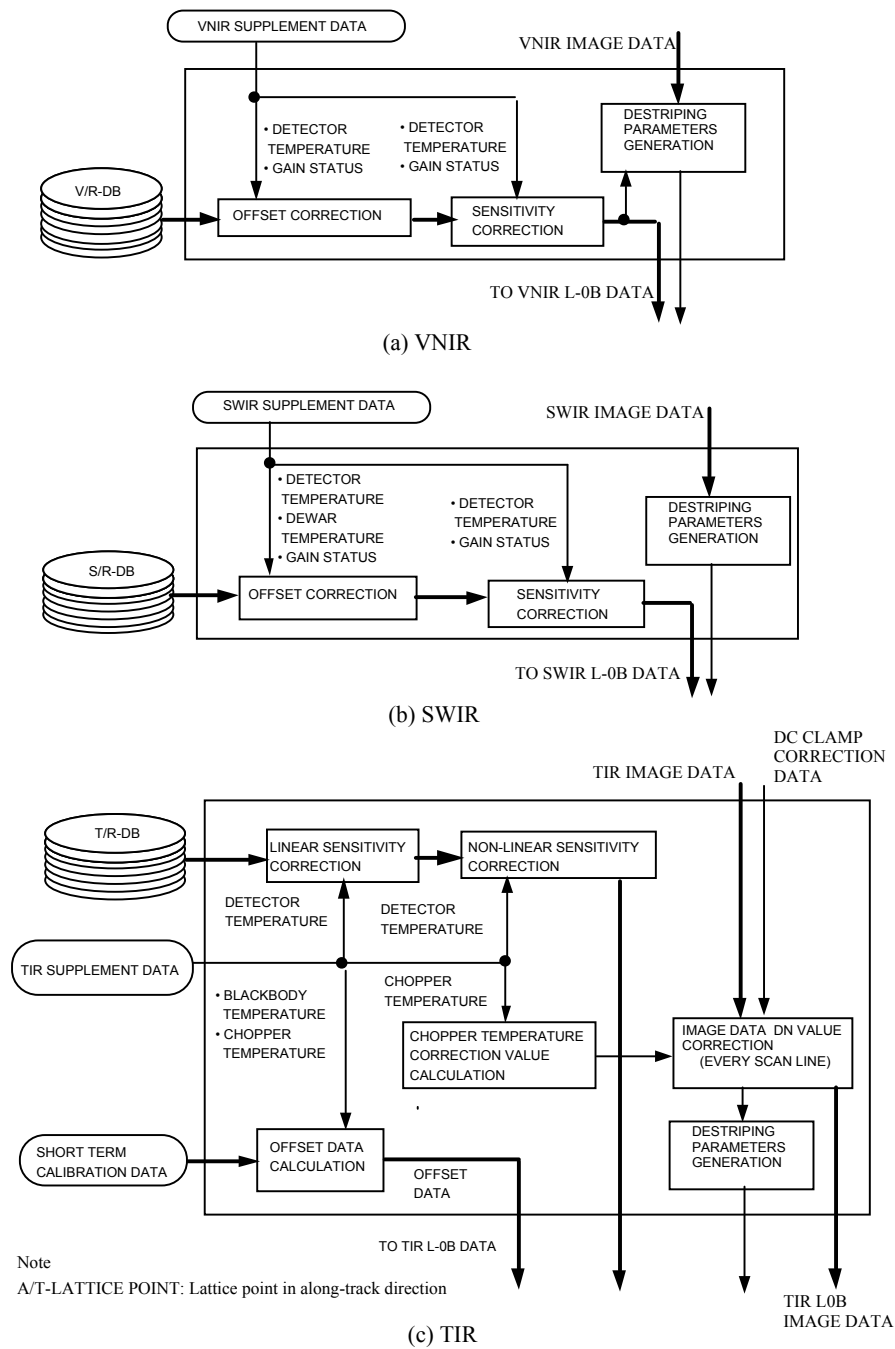 VNIR SUPPLEMENT DATA
VNIR IMAGE DATA
• DETECTOR
TEMPERATURE
• GAIN STATUS
• DETECTOR
TEMPERATURE
• GAIN STATUS
DESTRIPING
PARAMETERS
GENERATION
V/R-DB
OFFSET CORRECTION
SENSITIVITY
CORRECTION
TO VNIR L-0B DATA
(a) VNIR
SWIR SUPPLEMENT DATA
SWIR IMAGE DATA
• DETECTOR
TEMPERATURE
• DEWAR
TEMPERATURE
• GAIN STATUS
• DETECTOR
TEMPERATURE
• GAIN STATUS
DESTRIPING
PARAMETERS
GENERATION
S/R-DB
OFFSET CORRECTION
SENSITIVITY
CORRECTION
TO SWIR L-0B DATA
(b) SWIR
TIR IMAGE DATA
DC CLAMP
CORRECTION
DATA
T/R-DB
LINEAR SENSITIVITY
CORRECTION
NON-LINEAR SENSITIVITY
CORRECTION
DETECTOR
TEMPERATURE
DETECTOR
TEMPERATURE
TIR SUPPLEMENT DATA
• BLACKBODY
TEMPERATURE
• CHOPPER
TEMPERATURE
CHOPPER
TEMPERATURE
CHOPPER TEMPERATURE
CORRECTION VALUE
CALCULATION
IMAGE DATA DN VALUE
CORRECTION
(EVERY SCAN LINE)
DESTRIPING
PARAMETERS
GENERATION
SHORT TERM
CALIBRATION DATA
OFFSET DATA
CALCULATION
OFFSET
DATA
TO TIR L-0B DATA
Note
A/T-LATTICE POINT: Lattice point in along-track direction
TIR L0B
IMAGE DATA
(c) TIR